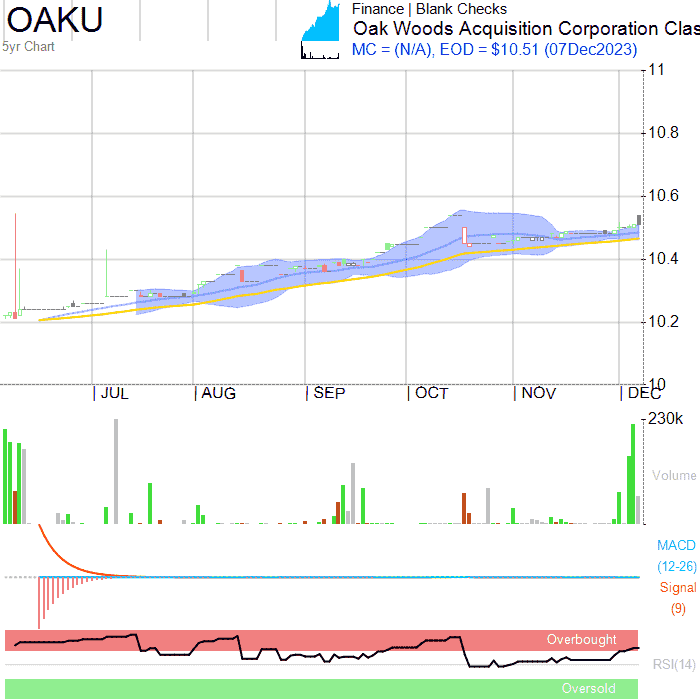 OAKU
5yr Chart
Finance | Blank Checks
Oak Woods Acquisition Corporation Clas
MC = (N/A), EOD = $10.51 (07Dec2023)
11
10.8
10.6
10.4
10.2
10
JUL AUG SEP OCT NOV DEC
230k
Volume
MACD
(12-26)
Signal
(9)
Overbought
RSI(14)
Oversold